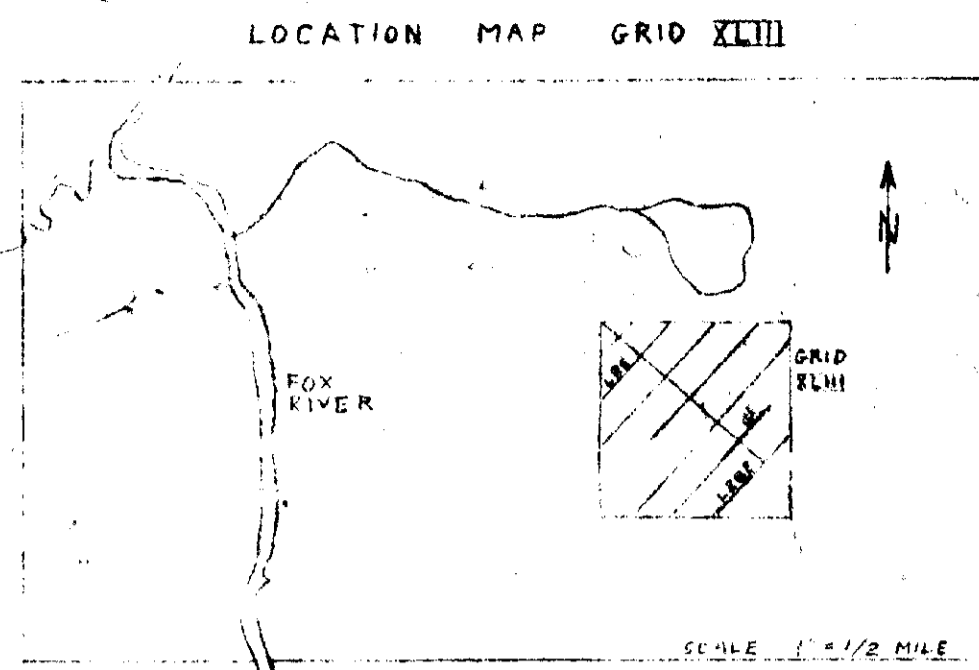 LOCATION MAP GRID XLIII
N
FOX
RIVER
GRID
XLIII
SCALE 1" = 1/2 MILE